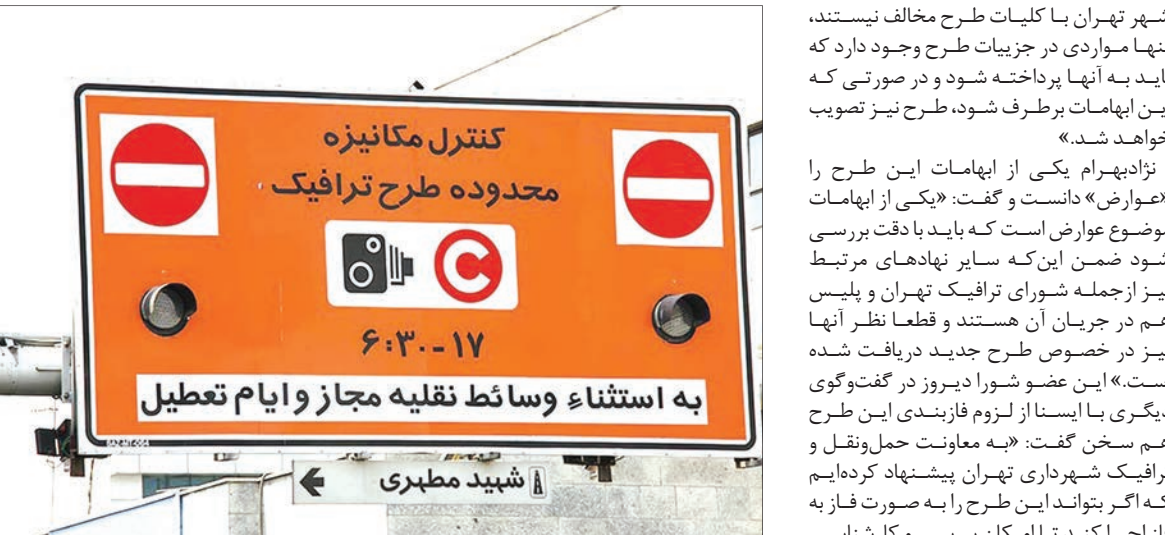 شهر تهران با کلیات طرح مخالف نیستند،
تنها مواردی در جزییات طرح وجود دارد که
باید به آنها پرداخته شود و در صورتی که
این ابهامات برطرف شود، طرح نیز تصویب
خواهد شد.»
نژادبهرام یکی از ابهامات این طرح را
«عوارض» دانست و گفت: «یکی از ابهامات
موضوع عوارض است که باید با دقت بررسی
شود ضمن این‌که سایر نهادهای مرتبط
نیز ازجمله شورای ترافیک تهران و پلیس
هم در جریان آن هستند و قطعا نظر آنها
نیز در خصوص طرح جدید دریافت شده
است.» این عضو شورا دیروز در گفت‌وگوی
دیگری با ایسنا از لزوم فازبندی این طرح
هم سخن گفت: «به معاونت حمل‌ونقل و
ترافیک شهرداری تهران پیشنهاد کرده‌ایم
که اگر بتواند این طرح را به صورت فاز به
کنترل مکانیزه
محدوده طرح ترافیک
C
۶:۳۰-۱۷
به استثناءِ وسائط نقلیه مجاز و ایام تعطیل
شهید مطهری